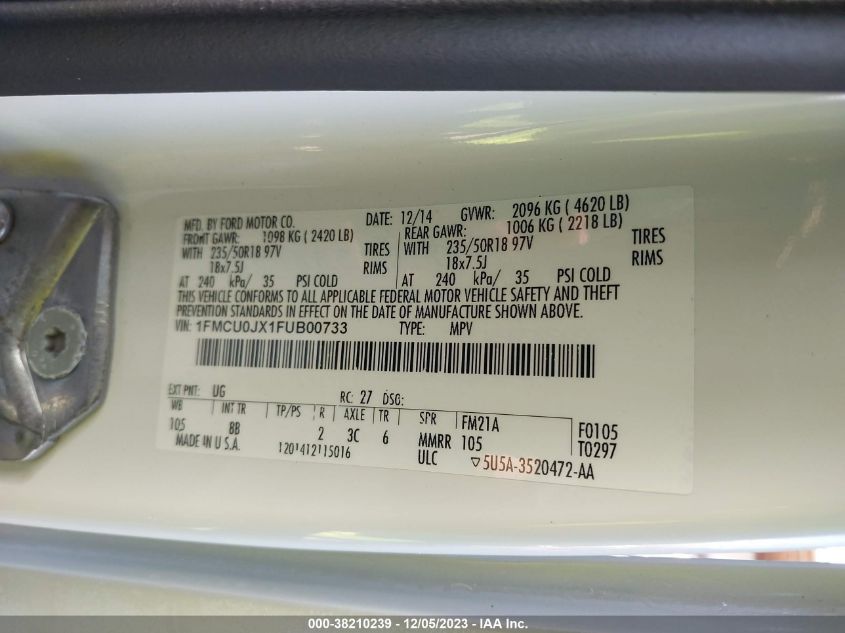 MFD. BY FORD MOTOR CO. DATE: 12/14 GVWR: 2096 KG ( 4620 LB)
FRONT GAWR: 1098 KG ( 2420 LB) REAR GAWR: 1006 KG ( 2218 LB)
WITH 235/50R18 97V TIRES WITH 235/50R18 97V TIRES
18x7.5J RIMS 18x7.5J RIMS
AT 240 kPa/ 35 PSI COLD AT 240 kPa/ 35 PSI COLD
THIS VEHICLE CONFORMS TO ALL APPLICABLE FEDERAL MOTOR VEHICLE SAFETY AND THEFT
PREVENTION STANDARDS IN EFFECT ON THE DATE OF MANUFACTURE SHOWN ABOVE.
VIN: 1FMCU0JX1FUB00733 TYPE: MPV
EXT PNT: UG RC: 27 DSO:
WB INT TR TP/PS R AXLE TR SPR FM21A F0105
105 8B 2 3C 6 MMRR 105 T0297
MADE IN U.S.A. 1201412115016 ULC ▽5U5A-3520472-AA
000-38210239 - 12/05/2023 - IAA Inc.